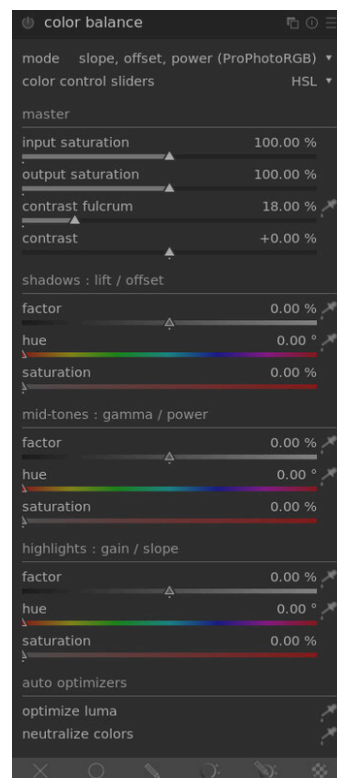 color balance
mode slope, offset, power (ProPhotoRGB)
color control sliders HSL
master
input saturation 100.00 %
output saturation 100.00 %
contrast fulcrum 18.00 %
contrast +0.00 %
shadows : lift / offset
factor 0.00 %
hue 0.00 °
saturation 0.00 %
mid-tones : gamma / power
factor 0.00 %
hue 0.00 °
saturation 0.00 %
highlights : gain / slope
factor 0.00 %
hue 0.00 °
saturation 0.00 %
auto optimizers
optimize luma
neutralize colors